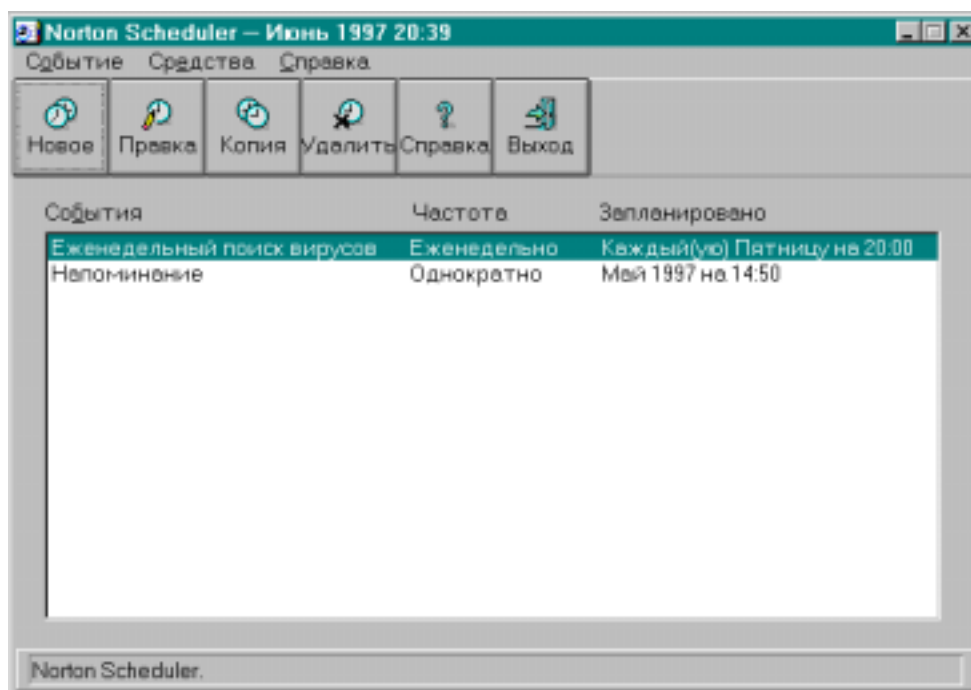 Norton Scheduler – Июнь 1997 20:39
Событие Средства Справка
Новое Правка Копия Удалить Справка Выход
События Частота Запланировано
Еженедельный поиск вирусов Еженедельно Каждый(ую) Пятницу на 20:00
Напоминание Однократно Май 1997 на 14:50
Norton Scheduler.